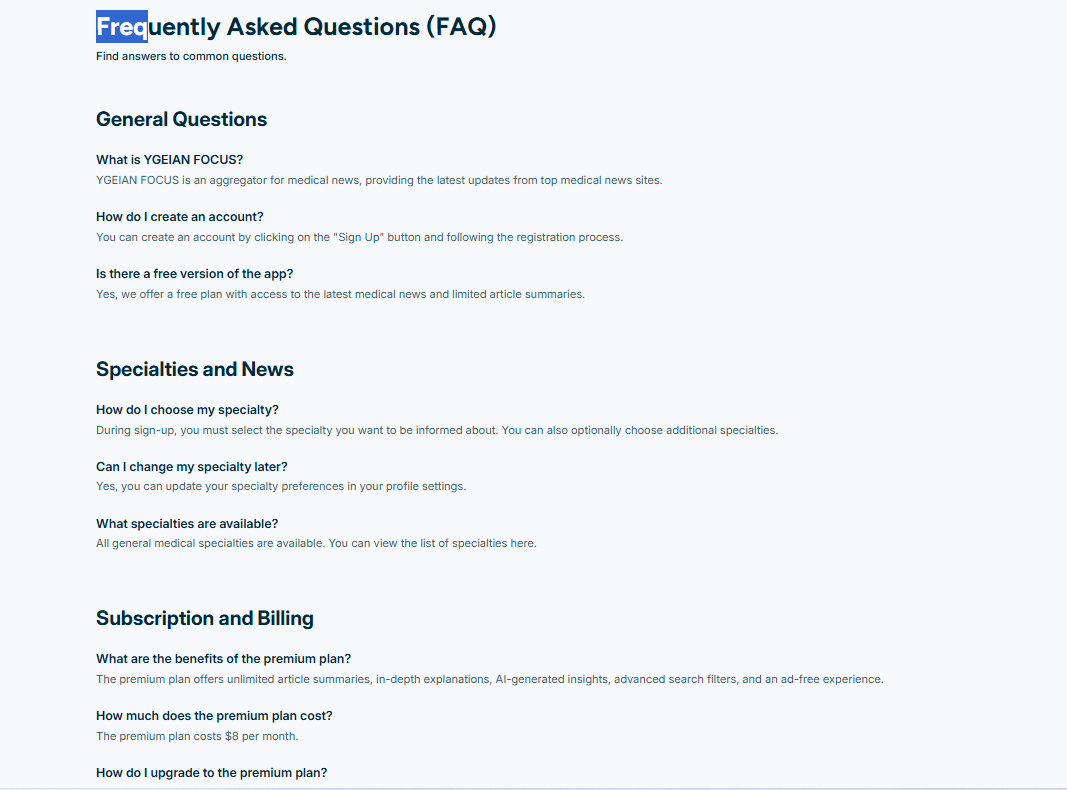 Frequently Asked Questions (FAQ)
Find answers to common questions.
General Questions
What is YGEIAN FOCUS?
YGEIAN FOCUS is an aggregator for medical news, providing the latest updates from top medical news sites.
How do I create an account?
You can create an account by clicking on the "Sign Up" button and following the registration process.
Is there a free version of the app?
Yes, we offer a free plan with access to the latest medical news and limited article summaries.
Specialties and News
How do I choose my specialty?
During sign-up, you must select the specialty you want to be informed about. You can also optionally choose additional specialties.
Can I change my specialty later?
Yes, you can update your specialty preferences in your profile settings.
What specialties are available?
All general medical specialties are available. You can view the list of specialties here.
Subscription and Billing
What are the benefits of the premium plan?
The premium plan offers unlimited article summaries, in-depth explanations, AI-generated insights, advanced search filters, and an ad-free experience.
How much does the premium plan cost?
The premium plan costs $8 per month.
How do I upgrade to the premium plan?